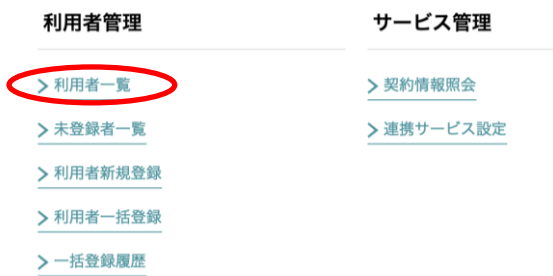 利用者管理
利用者一覧
未登録者一覧
利用者新規登録
利用者一括登録
一括登録履歴
サービス管理
契約情報照会
連携サービス設定